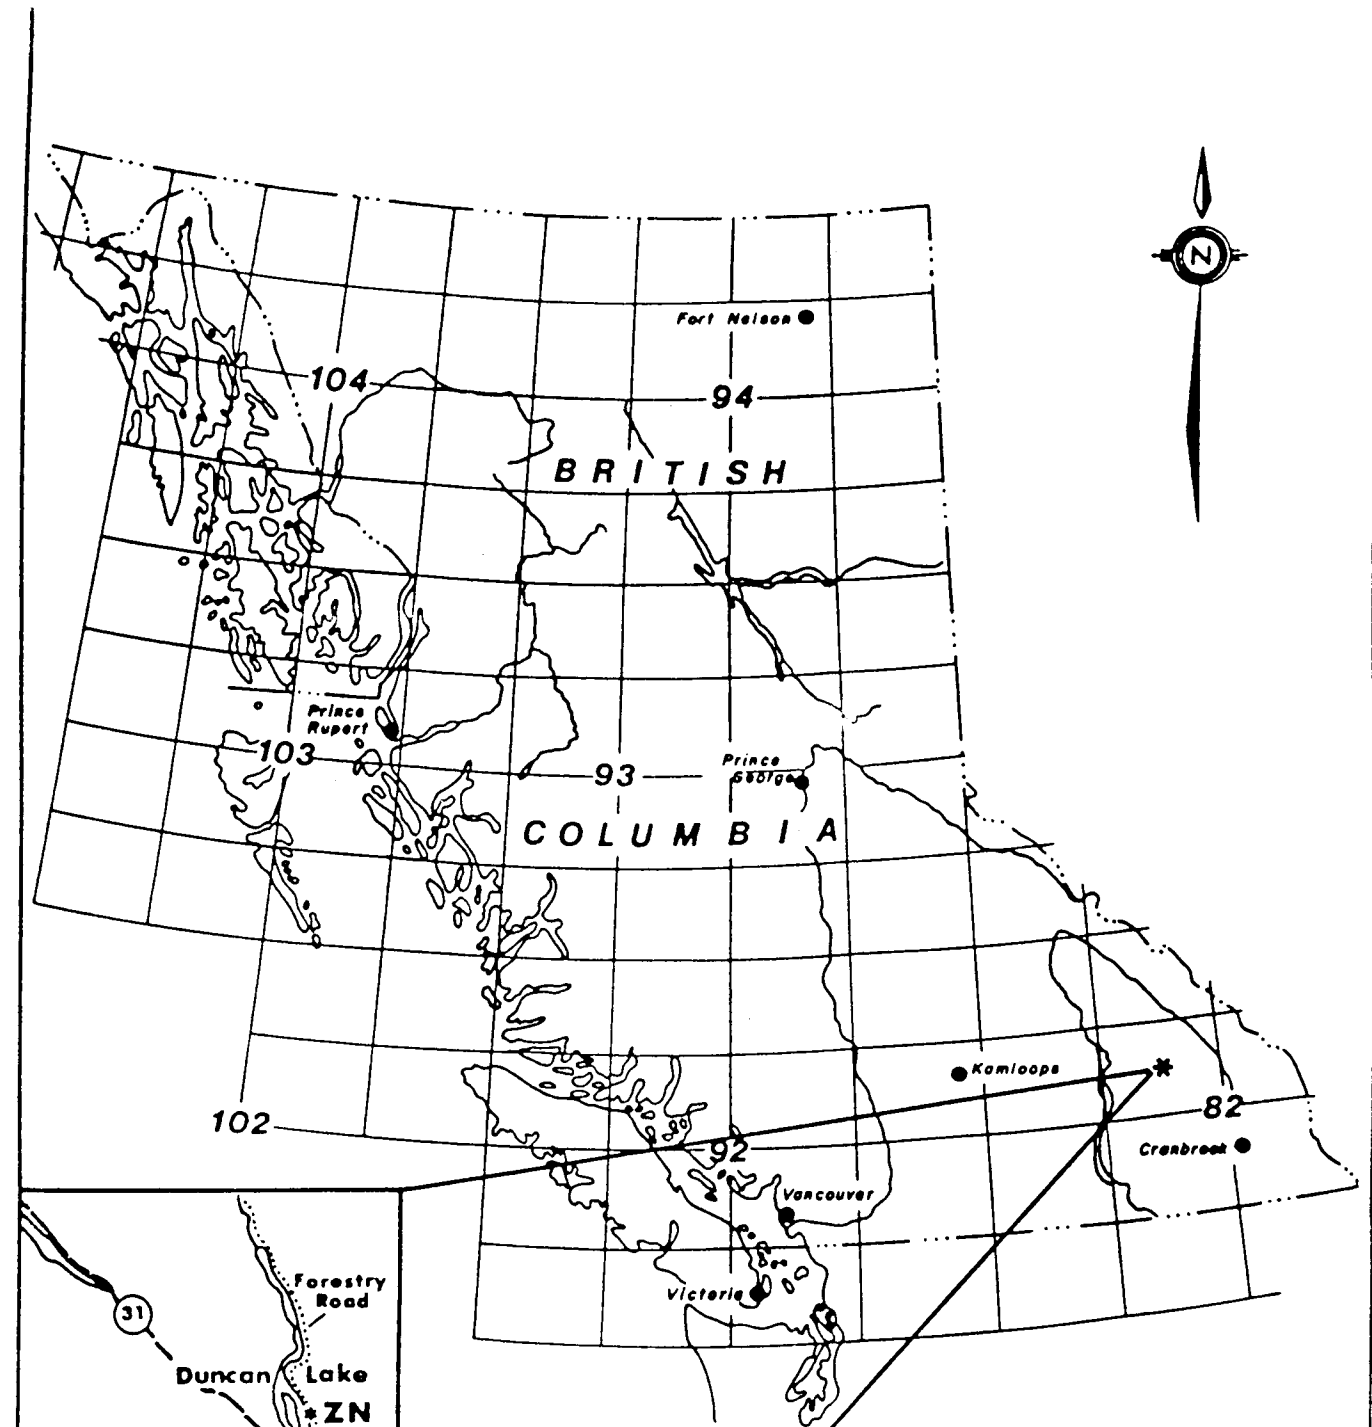 N
Fort Nelson
104
94
BRITISH
Prince
Rupert
103
93
Prince
George
COLUMBIA
Kamloops
102
82
92
Cranbrook
Vancouver
Victoria
Forestry
Road
31
Duncan Lake
ZN